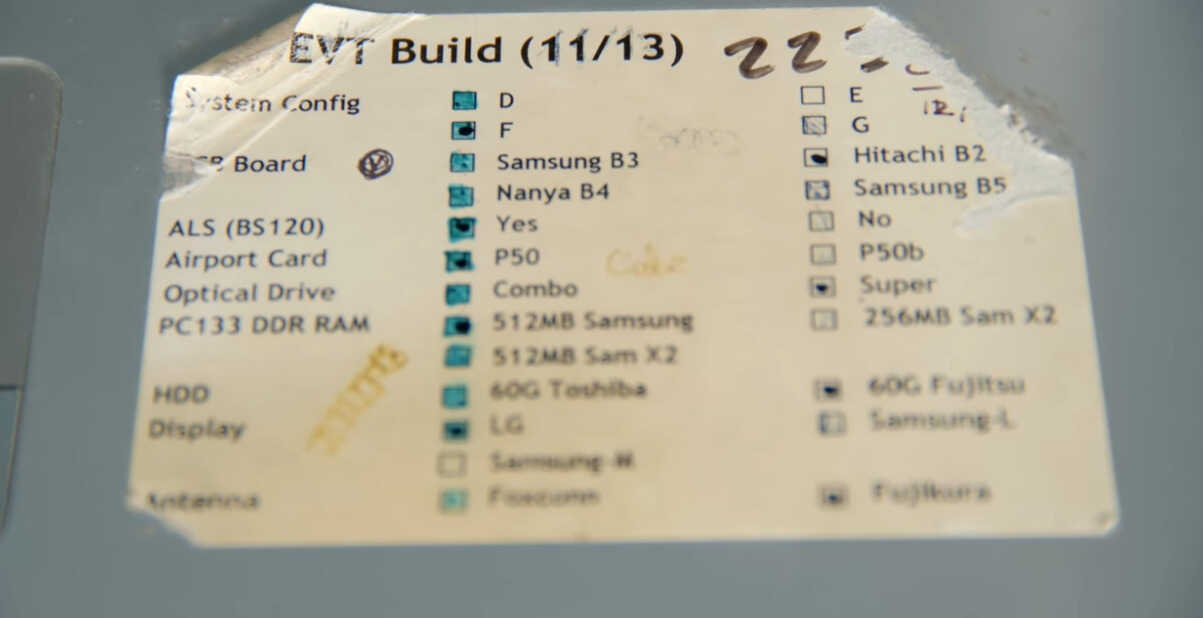 EVT Build (11/13) 22
System Config D E
F G
Board V Samsung B3 Hitachi B2
Nanya B4 Samsung B5
ALS (BS120) Yes No
Airport Card P50 P50b
Optical Drive Combo Super
PC133 DDR RAM 512MB Samsung 256MB Sam X2
512MB Sam X2
HDD 60G Toshiba 60G Fujitsu
Display LG Samsung-L
Samsung-M
Antenna Foxconn Fujikura